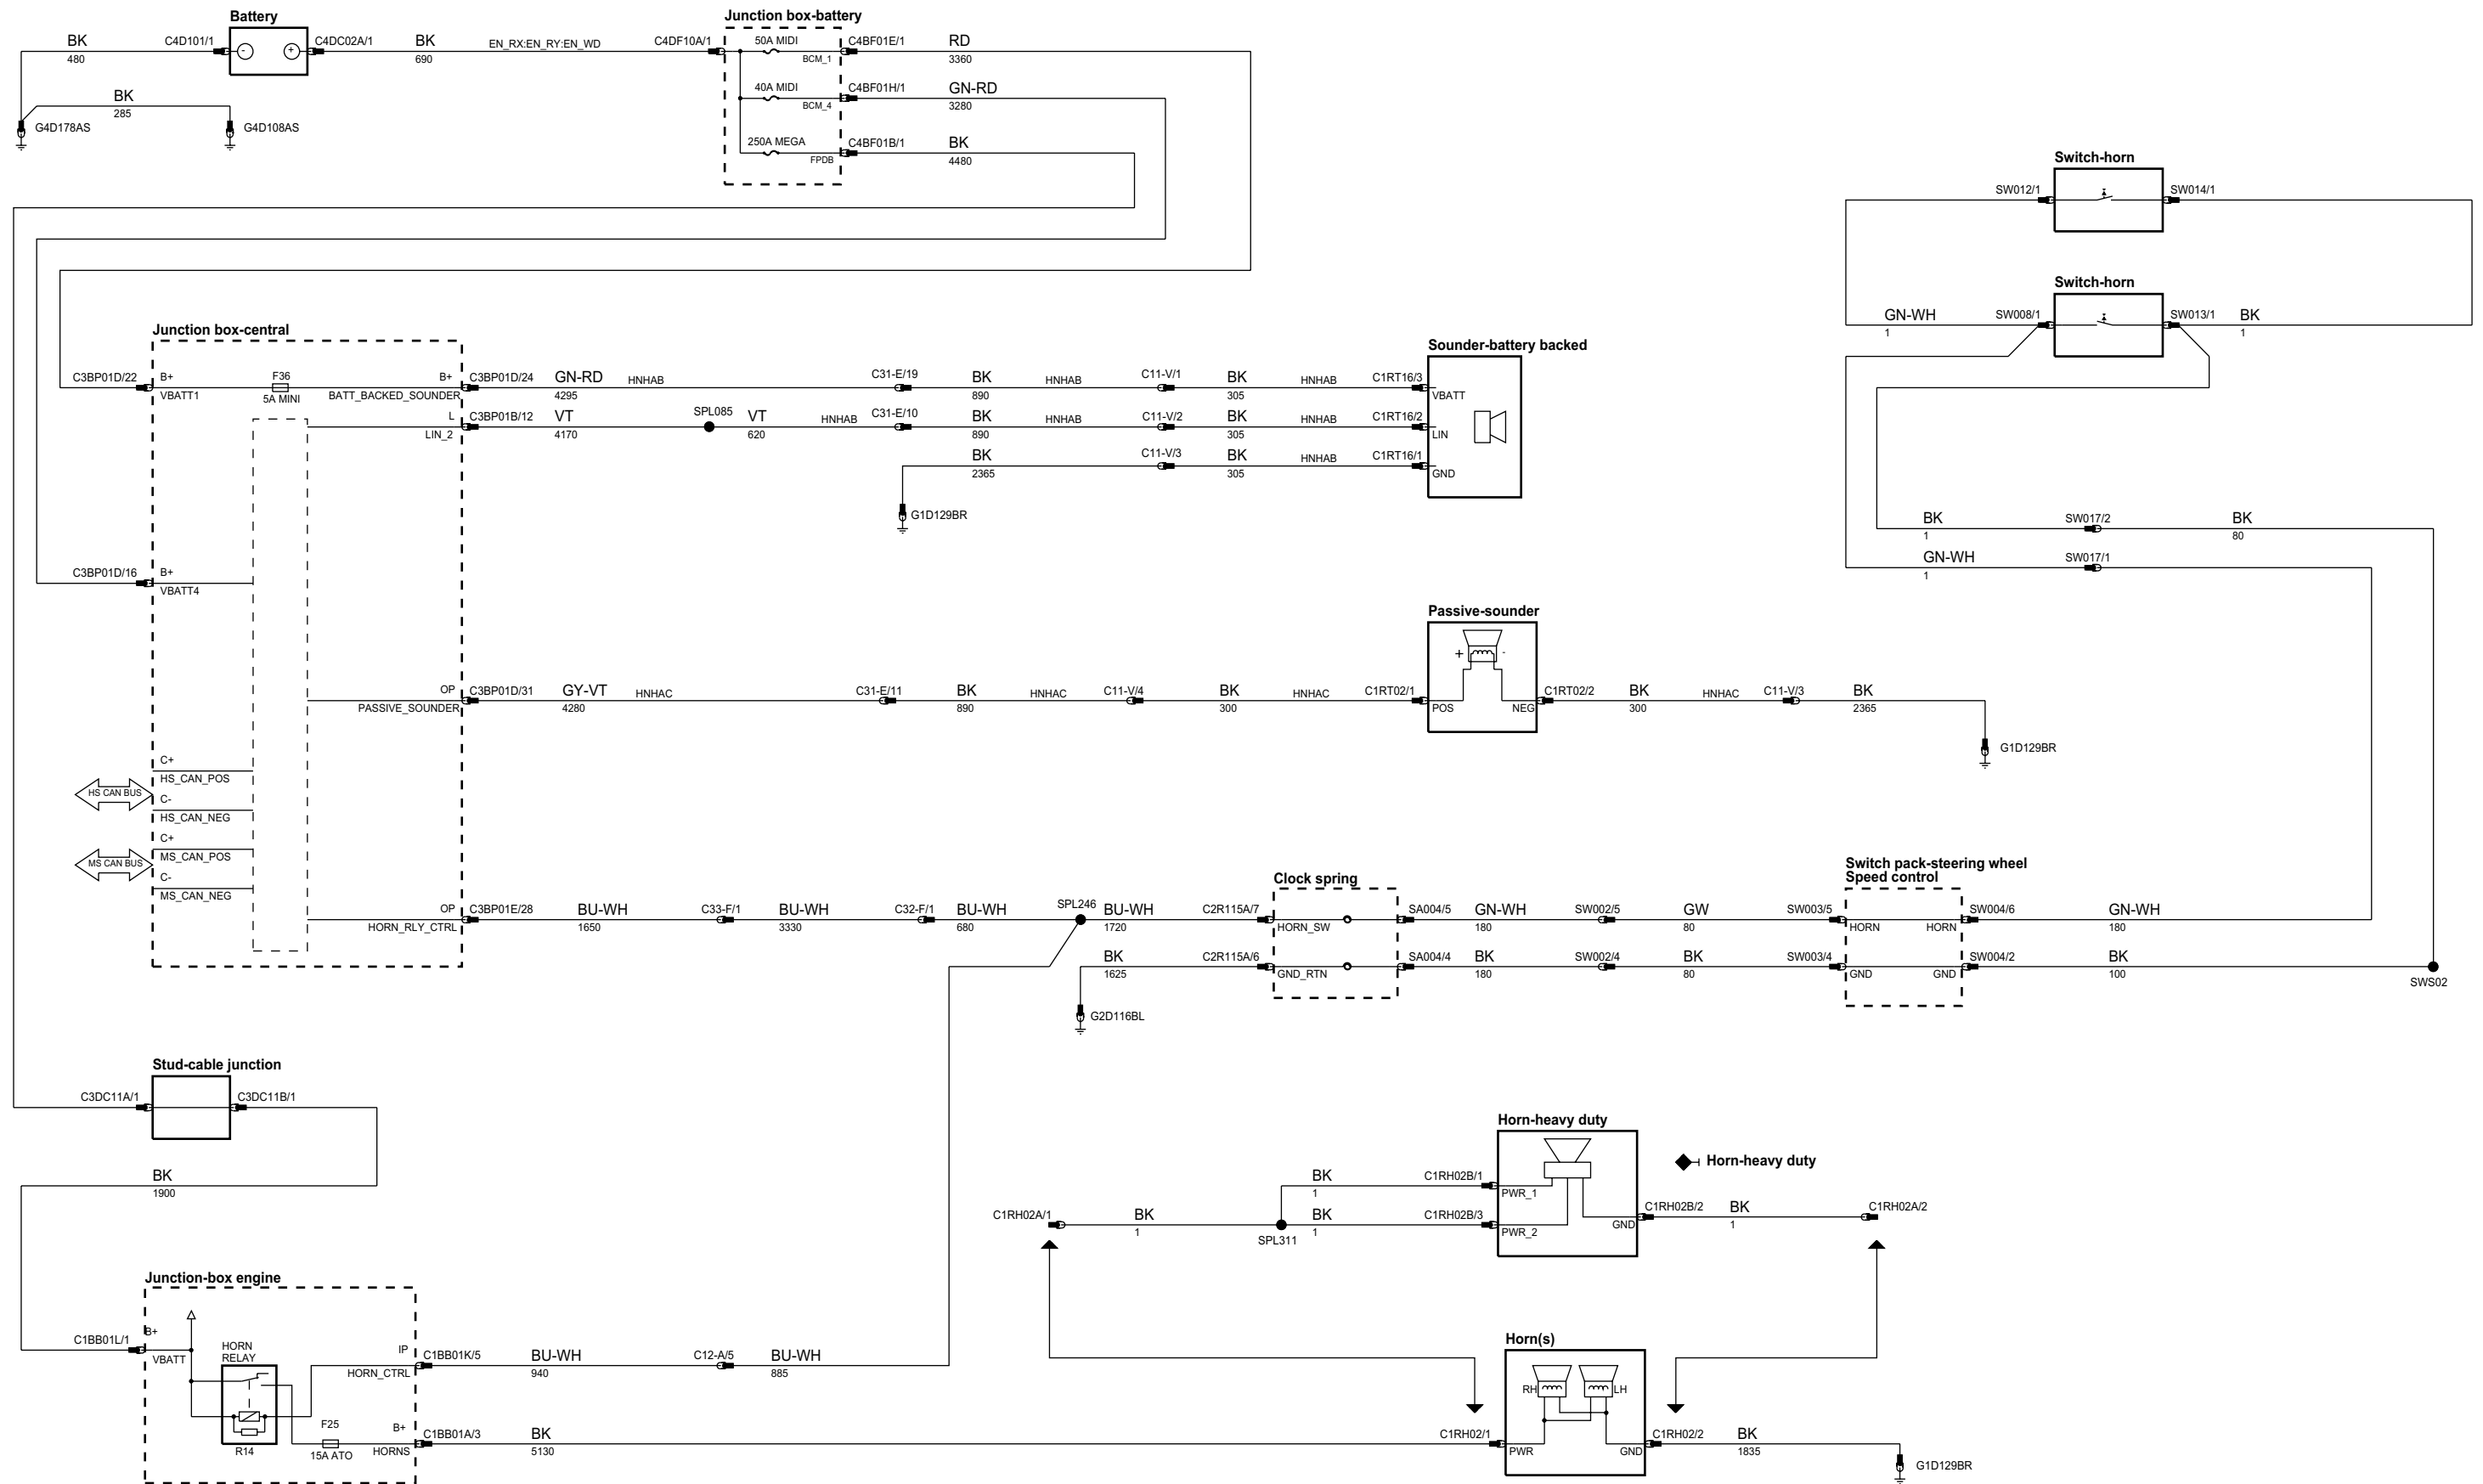 Battery
Junction box-battery
BK
480
C4D101/1
-
+
C4DC02A/1
BK
690
EN_RX:EN_RY:EN_WD
C4DF10A/1
50A MIDI
BCM_1
C4BF01E/1
RD
3360
40A MIDI
BCM_4
C4BF01H/1
GN-RD
3280
BK
285
G4D178AS
G4D108AS
250A MEGA
FPDB
C4BF01B/1
BK
4480
Switch-horn
SW012/1
SW014/1
Switch-horn
GN-WH
1
SW008/1
SW013/1
BK
1
Junction box-central
Sounder-battery backed
C3BP01D/22
B+
VBATT1
F36
5A MINI
B+
BATT_BACKED_SOUNDER
C3BP01D/24
GN-RD
4295
HNHAB
C31-E/19
BK
890
HNHAB
C11-V/1
BK
305
HNHAB
C1RT16/3
VBATT
L
LIN_2
C3BP01B/12
VT
4170
SPL085
VT
620
HNHAB
C31-E/10
BK
890
HNHAB
C11-V/2
BK
305
HNHAB
C1RT16/2
LIN
BK
2365
C11-V/3
BK
305
HNHAB
C1RT16/1
GND
G1D129BR
BK
1
SW017/2
BK
80
GN-WH
1
SW017/1
C3BP01D/16
B+
VBATT4
Passive-sounder
+
-
OP
PASSIVE_SOUNDER
C3BP01D/31
GY-VT
4280
HNHAC
C31-E/11
BK
890
HNHAC
C11-V/4
BK
300
HNHAC
C1RT02/1
POS
NEG
C1RT02/2
BK
300
HNHAC
C11-V/3
BK
2365
G1D129BR
C+
HS_CAN_POS
HS CAN BUS
C-
HS_CAN_NEG
C+
MS_CAN_POS
MS CAN BUS
C-
MS_CAN_NEG
OP
HORN_RLY_CTRL
C3BP01E/28
BU-WH
1650
C33-F/1
BU-WH
3330
C32-F/1
BU-WH
680
SPL246
BU-WH
1720
C2R115A/7
Clock spring
HORN_SW
SA004/5
GN-WH
180
SW002/5
GW
80
SW003/5
Switch pack-steering wheel
Speed control
HORN
HORN
SW004/6
GN-WH
180
BK
1625
C2R115A/6
GND_RTN
SA004/4
BK
180
SW002/4
BK
80
SW003/4
GND
GND
SW004/2
BK
100
SWS02
G2D116BL
Stud-cable junction
C3DC11A/1
C3DC11B/1
BK
1900
Horn-heavy duty
Horn-heavy duty
BK
1
C1RH02B/1
PWR_1
C1RH02A/1
BK
1
SPL311
BK
1
C1RH02B/3
PWR_2
GND
C1RH02B/2
BK
1
C1RH02A/2
Junction-box engine
C1BB01L/1
B+
VBATT
HORN
RELAY
R14
IP
HORN_CTRL
C1BB01K/5
BU-WH
940
C12-A/5
BU-WH
885
F25
15A ATO
B+
HORNS
C1BB01A/3
BK
5130
Horn(s)
RH
LH
C1RH02/1
PWR
GND
C1RH02/2
BK
1835
G1D129BR